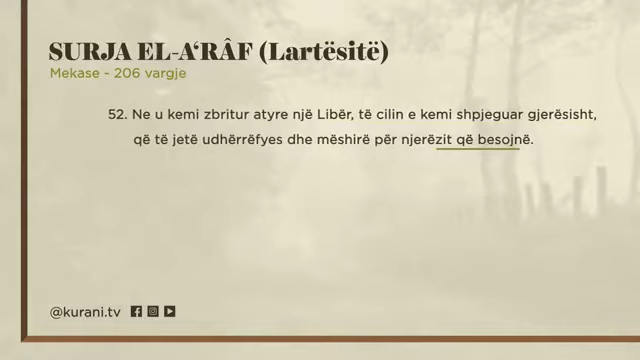 SURJA EL-A‘RÂF (Lartësitë)
Mekase - 206 vargje
52. Ne u kemi zbritur atyre një Libër, të cilin e kemi shpjeguar gjerësisht,
që të jetë udhërrëfyes dhe mëshirë për njerëzit që besojnë.
@kurani.tv